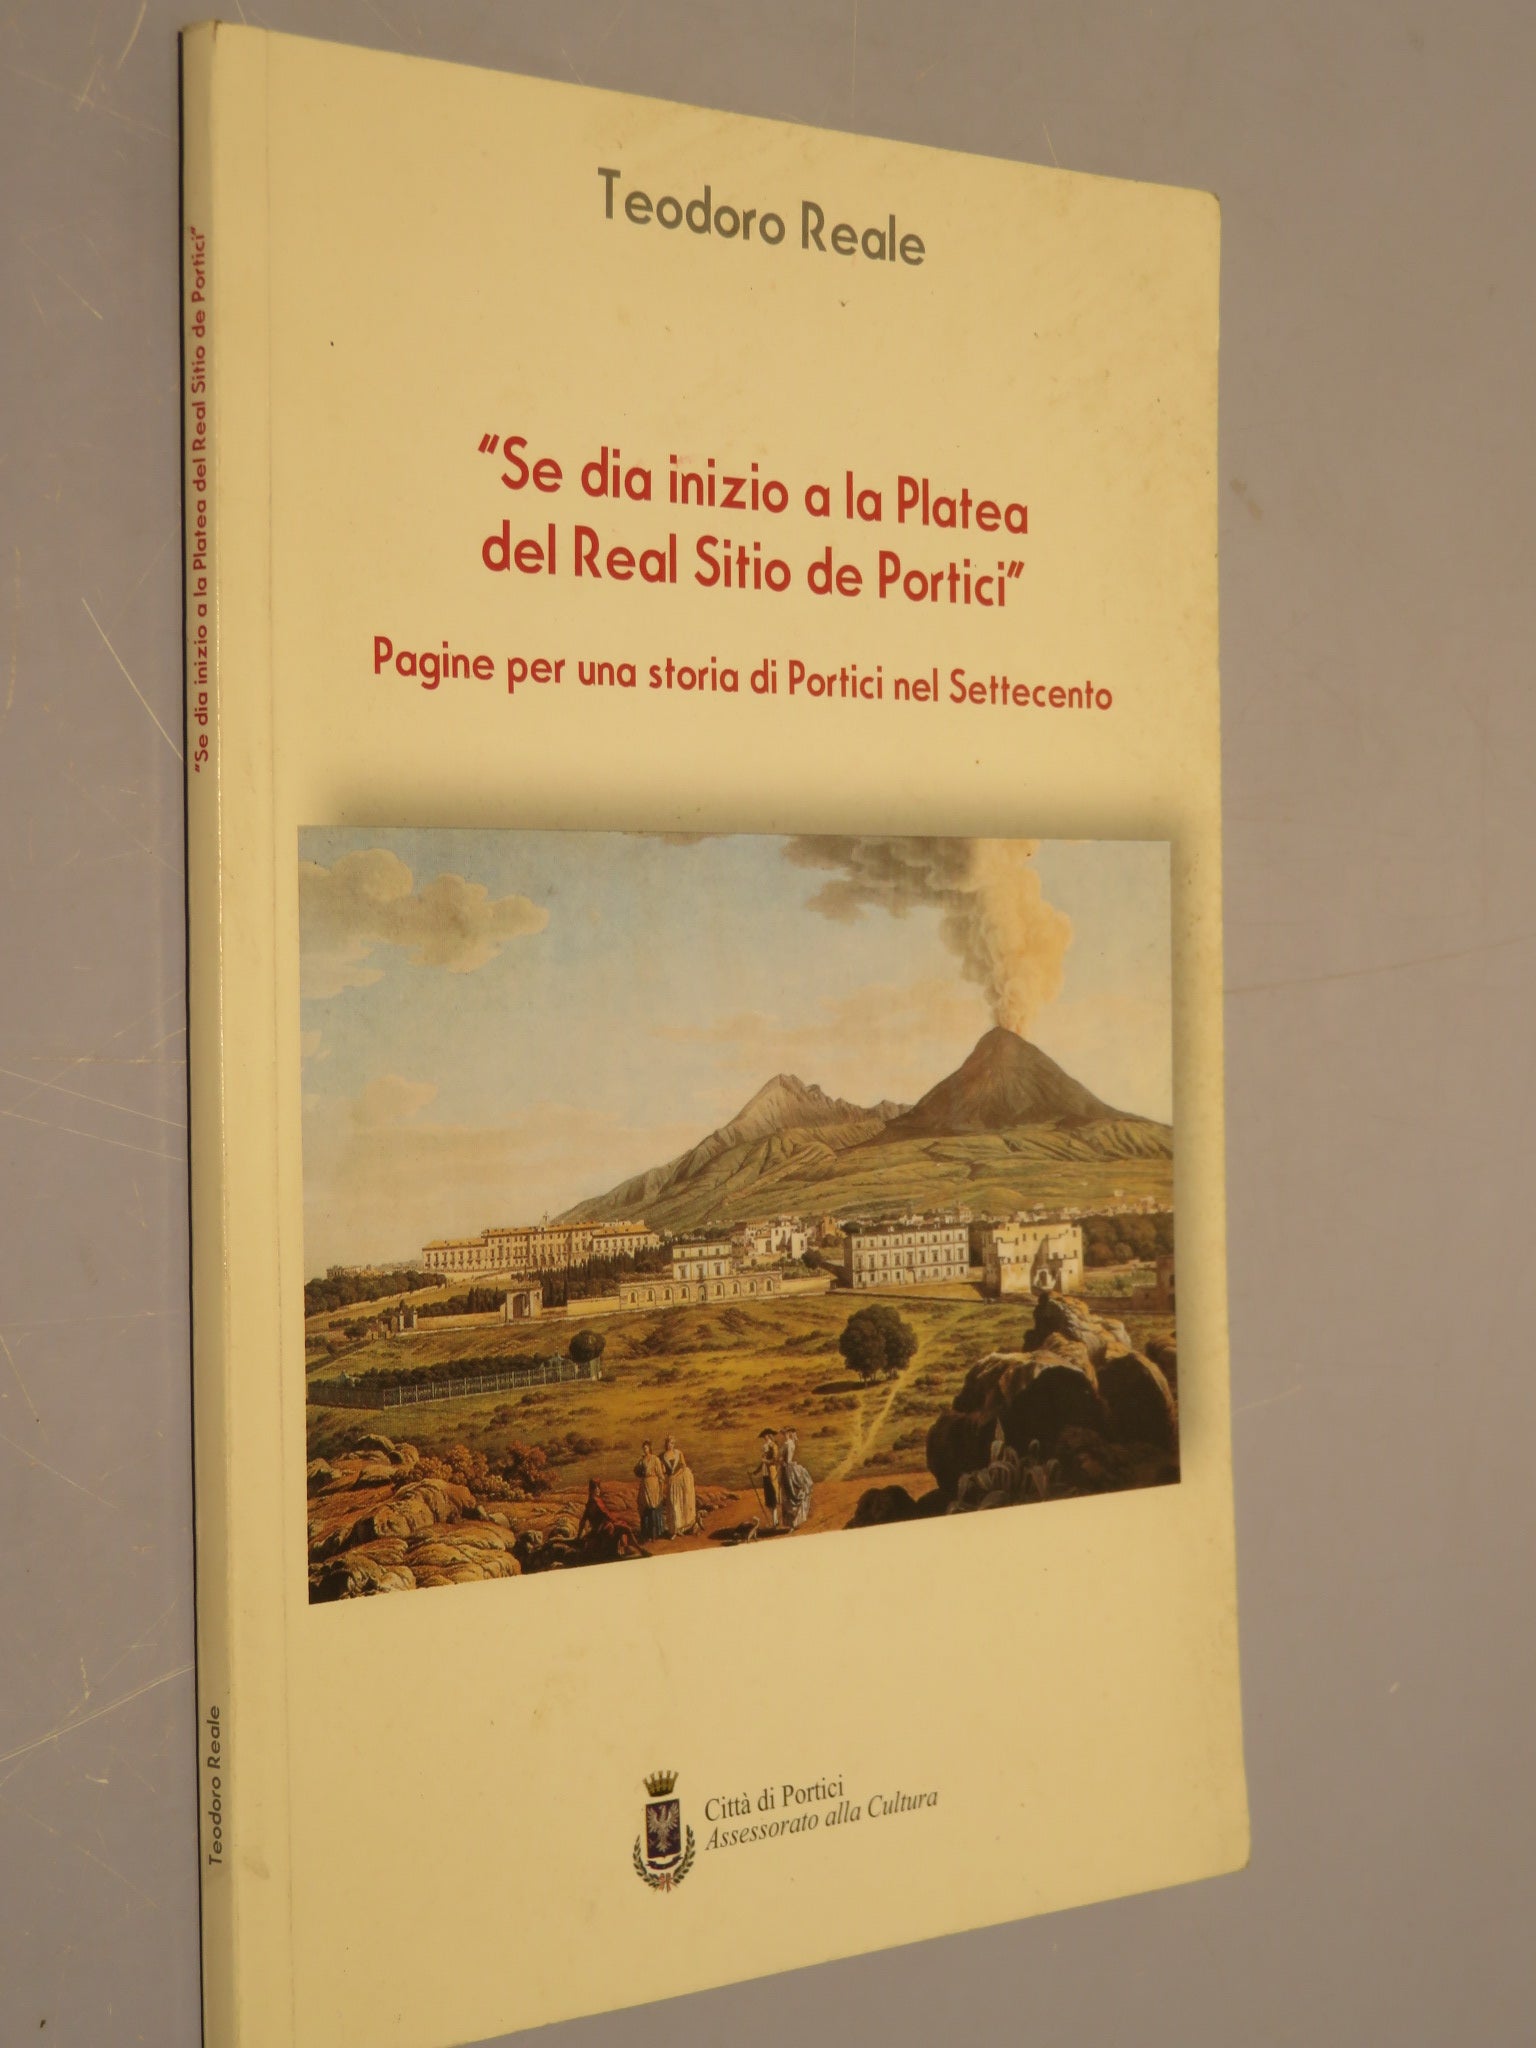 Teodoro Reale
"Se dia inizio a la Platea
del Real Sitio de Portici"
Pagine per una storia di Portici nel Settecento
Città di Portici
Assessorato alla Cultura
"Se dia inizio a la Platea del Real Sitio de Portici"
Teodoro Reale